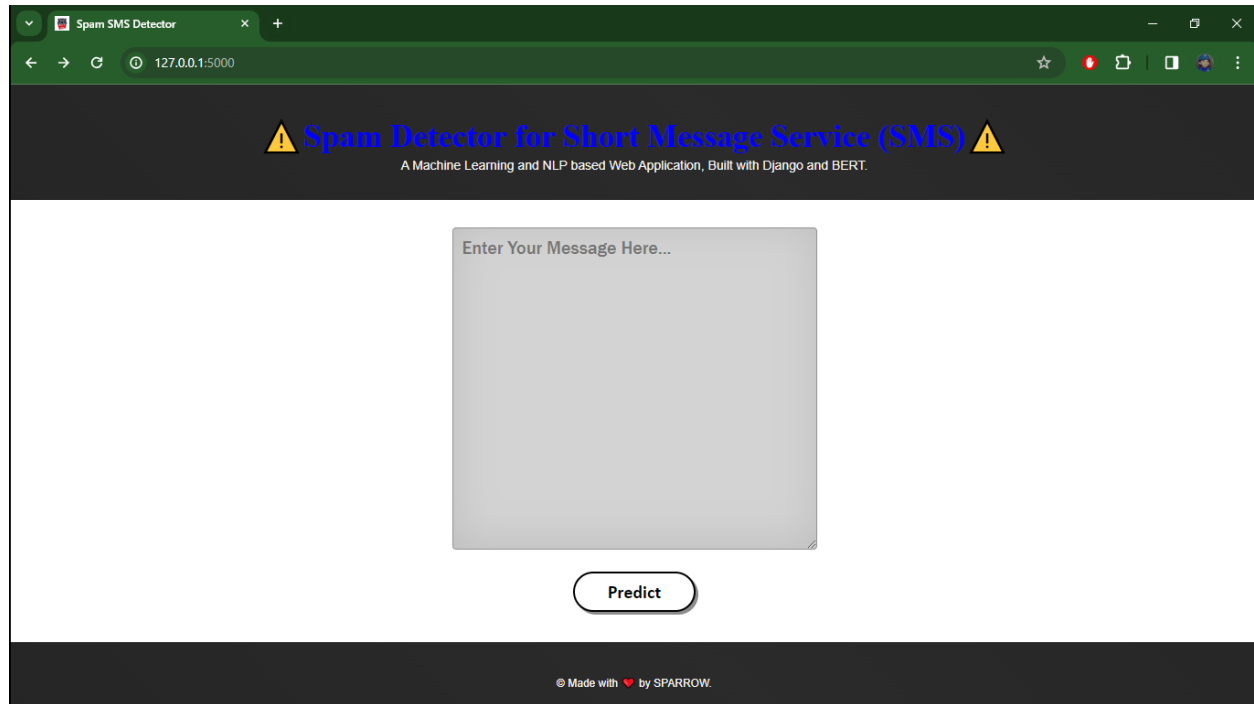 Spam SMS Detector
127.0.0.1:5000
Spam Detector for Short Message Service (SMS)
A Machine Learning and NLP based Web Application, Built with Django and BERT.
Enter Your Message Here...
Predict
© Made with ❤ by SPARROW.